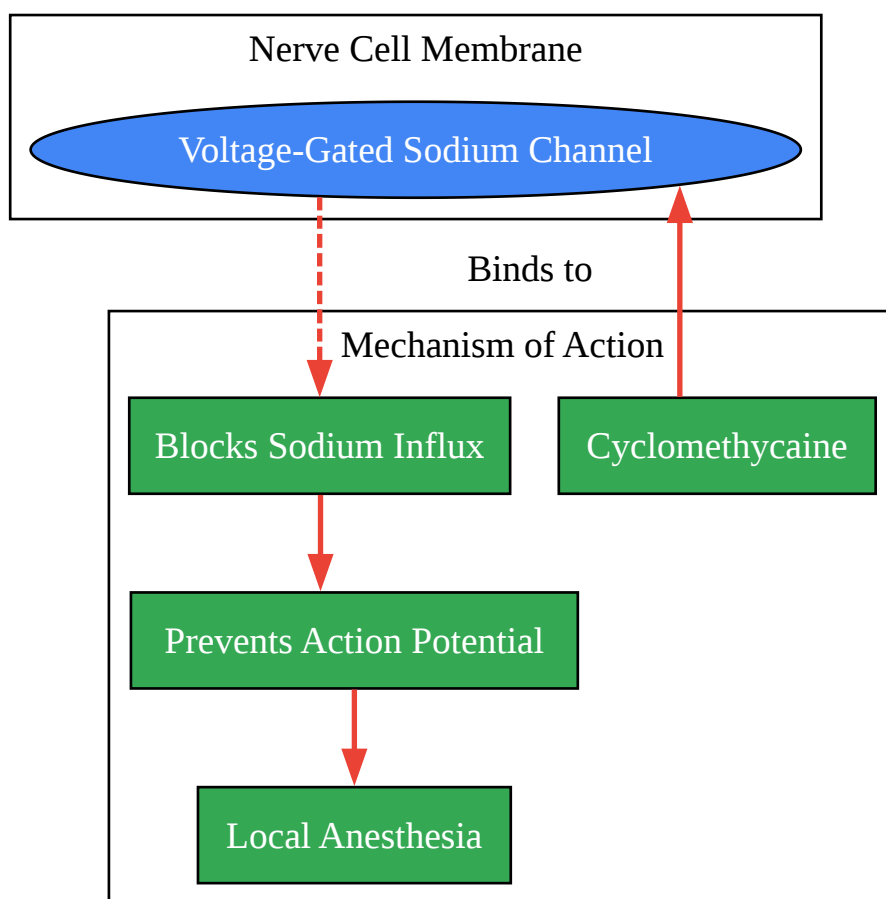 Nerve Cell Membrane
Voltage-Gated Sodium Channel
Binds to
Mechanism of Action
Blocks Sodium Influx
Cyclomethycaine
Prevents Action Potential
Local Anesthesia